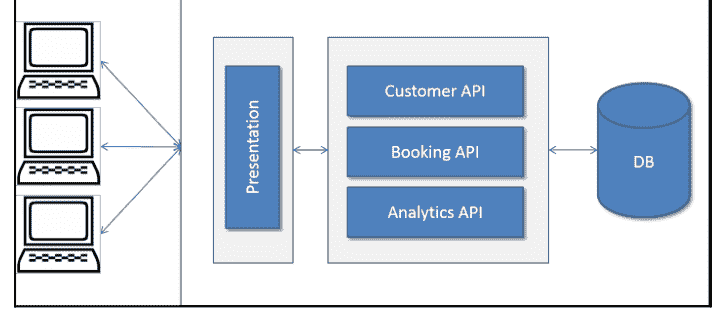 Presentation
Customer API
Booking API
Analytics API
DB